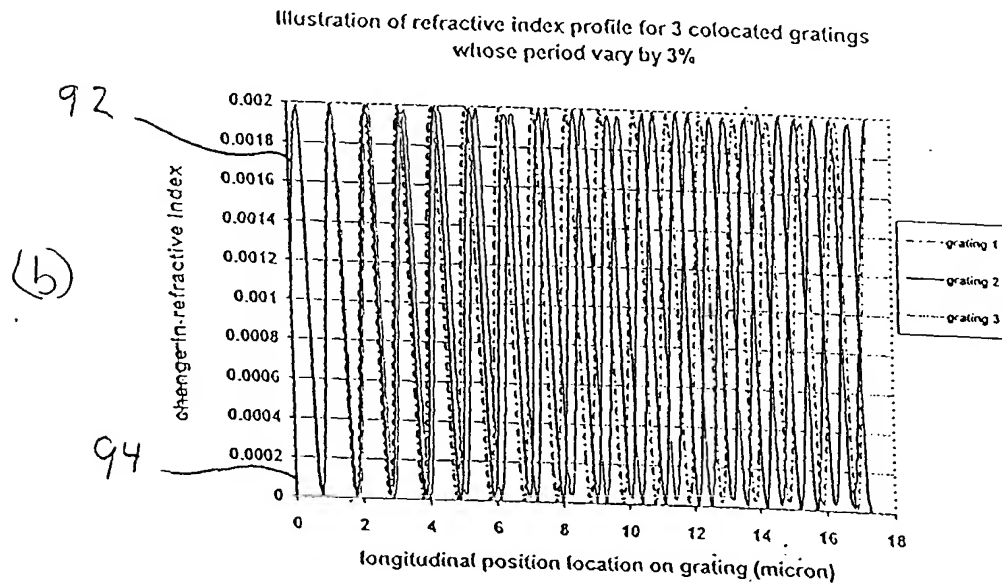 Illustration of refractive index profile for 3 colocated gratings
whose period vary by 3%
92
0.002
0.0018
0.0016
0.0014
0.0012
0.001
0.0008
0.0006
0.0004
0.0002
0
change-in-refractive index
(b)
94
grating 1
grating 2
grating 3
0 2 4 6 8 10 12 14 16 18
longitudinal position location on grating (micron)